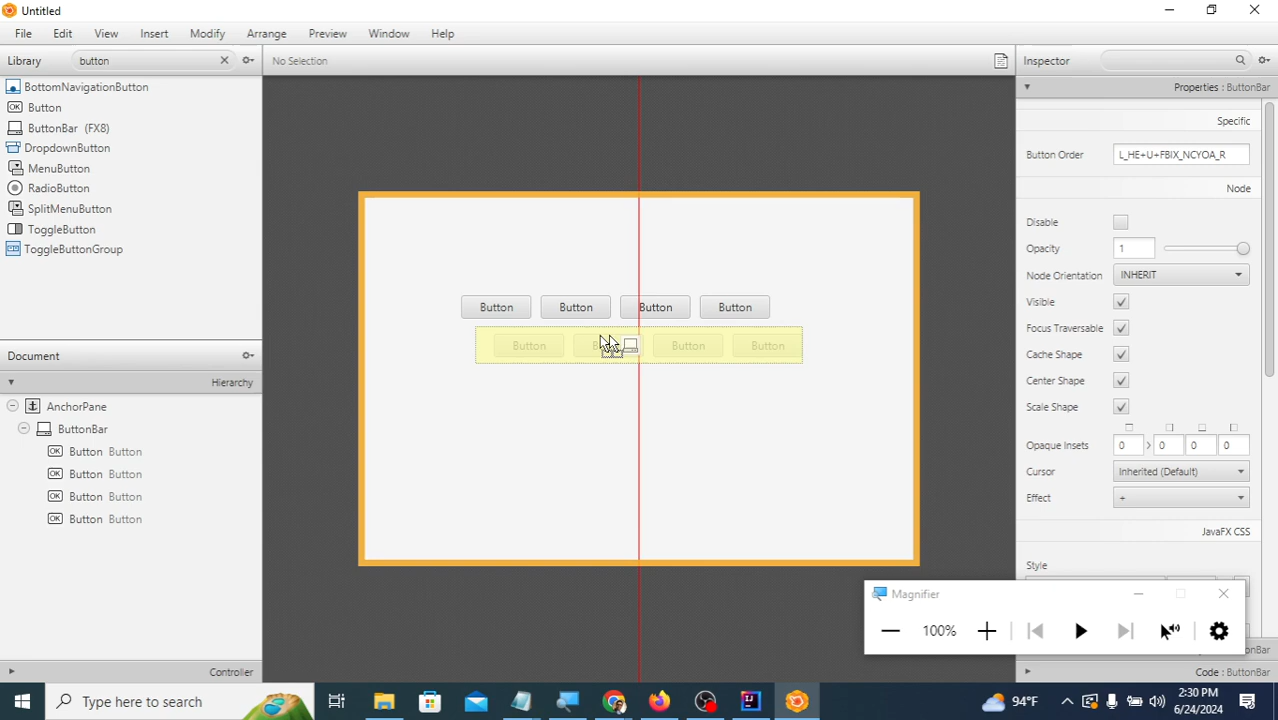 Untitled
File Edit View Insert Modify Arrange Preview Window Help
Library button
No Selection
Inspector
BottomNavigationButton
Properties : ButtonBar
OK Button
Specific
ButtonBar (FX8)
DropdownButton
Button Order L_HE+U+FBIX_NCYOA_R
MenuButton
RadioButton
Node
SplitMenuButton
ToggleButton
Disable
ToggleButtonGroup
Opacity 1
Node Orientation INHERIT
Visible
Button Button Button Button
Focus Traversable
Button Button Button
Document
Cache Shape
Hierarchy
Center Shape
AnchorPane
Scale Shape
ButtonBar
Opaque Insets 0 > 0 0 0
OK Button Button
Cursor Inherited (Default)
OK Button Button
Effect +
OK Button Button
OK Button Button
JavaFX CSS
Style
Magnifier
100%
Controller
Code : ButtonBar
Type here to search
94°F
2:30 PM
6/24/2024